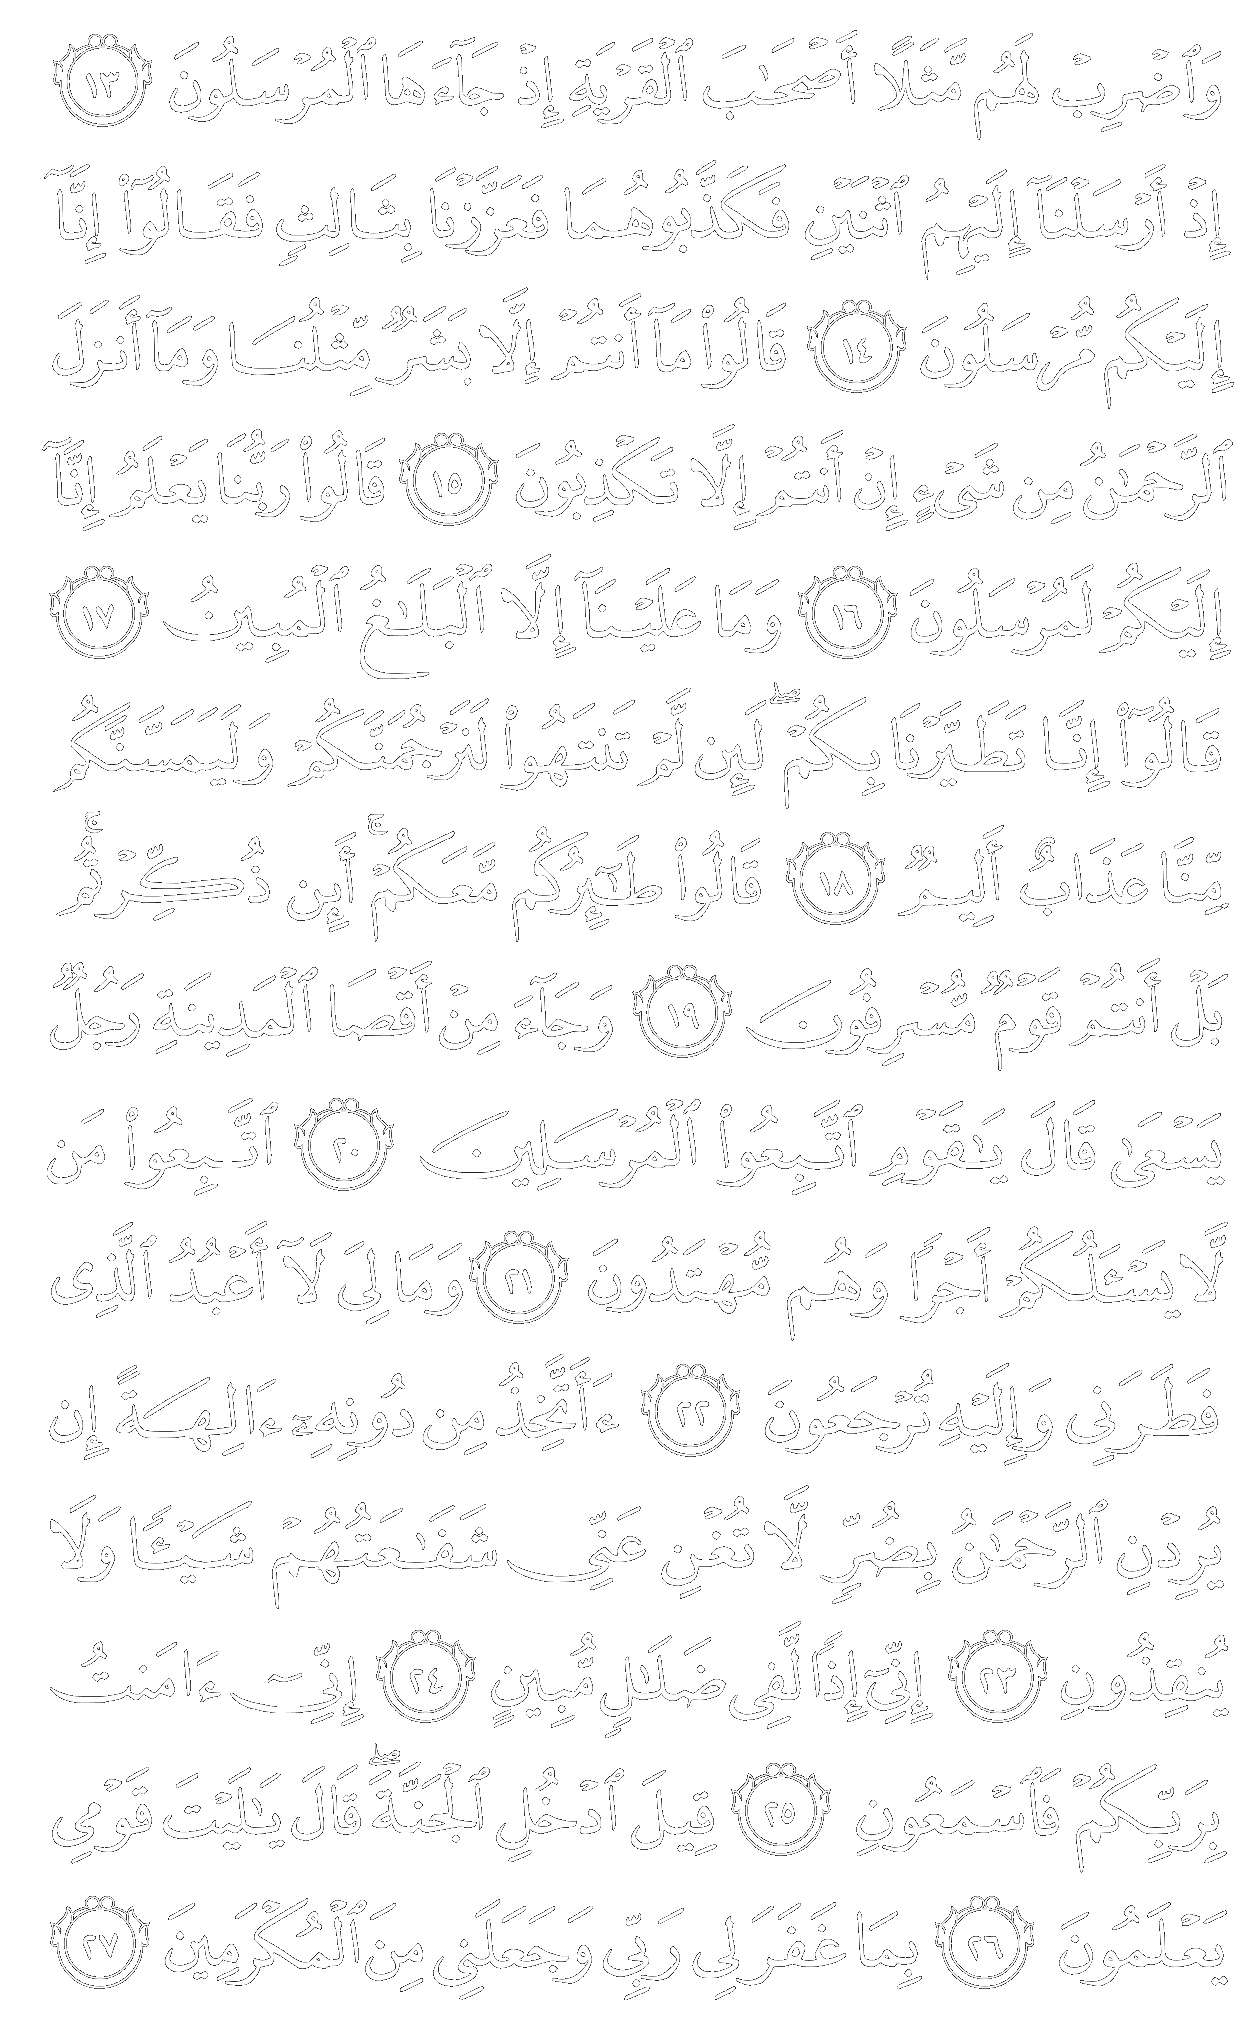 وَٱضْرِبْ لَهُم مَّثَلًا أَصْحَٰبَ ٱلْقَرْيَةِ إِذْ جَآءَهَا ٱلْمُرْسَلُونَ ١٣
إِذْ أَرْسَلْنَآ إِلَيْهِمُ ٱثْنَيْنِ فَكَذَّبُوهُمَا فَعَزَّزْنَا بِثَالِثٍ فَقَالُوٓا۟ إِنَّآ
إِلَيْكُم مُّرْسَلُونَ ١٤ قَالُوا۟ مَآ أَنتُمْ إِلَّا بَشَرٌ مِّثْلُنَا وَمَآ أَنزَلَ
ٱلرَّحْمَٰنُ مِن شَىْءٍ إِنْ أَنتُمْ إِلَّا تَكْذِبُونَ ١٥ قَالُوا۟ رَبُّنَا يَعْلَمُ إِنَّآ
إِلَيْكُمْ لَمُرْسَلُونَ ١٦ وَمَا عَلَيْنَآ إِلَّا ٱلْبَلَٰغُ ٱلْمُبِينُ ١٧
قَالُوٓا۟ إِنَّا تَطَيَّرْنَا بِكُمْ ۖ لَئِن لَّمْ تَنتَهُوا۟ لَنَرْجُمَنَّكُمْ وَلَيَمَسَّنَّكُم
مِّنَّا عَذَابٌ أَلِيمٌ ١٨ قَالُوا۟ طَٰٓئِرُكُم مَّعَكُمْ ۚ أَئِن ذُكِّرْتُم ۚ
بَلْ أَنتُمْ قَوْمٌ مُّسْرِفُونَ ١٩ وَجَآءَ مِنْ أَقْصَا ٱلْمَدِينَةِ رَجُلٌ
يَسْعَىٰ قَالَ يَٰقَوْمِ ٱتَّبِعُوا۟ ٱلْمُرْسَلِينَ ٢٠ ٱتَّبِعُوا۟ مَن
لَّا يَسْـَٔلُكُمْ أَجْرًا وَهُم مُّهْتَدُونَ ٢١ وَمَا لِىَ لَآ أَعْبُدُ ٱلَّذِى
فَطَرَنِى وَإِلَيْهِ تُرْجَعُونَ ٢٢ ءَأَتَّخِذُ مِن دُونِهِۦٓ ءَالِهَةً إِن
يُرِدْنِ ٱلرَّحْمَٰنُ بِضُرٍّ لَّا تُغْنِ عَنِّى شَفَٰعَتُهُمْ شَيْـًٔا وَلَا
يُنقِذُونِ ٢٣ إِنِّىٓ إِذًا لَّفِى ضَلَٰلٍ مُّبِينٍ ٢٤ إِنِّىٓ ءَامَنتُ
بِرَبِّكُمْ فَٱسْمَعُونِ ٢٥ قِيلَ ٱدْخُلِ ٱلْجَنَّةَ ۖ قَالَ يَٰلَيْتَ قَوْمِى
يَعْلَمُونَ ٢٦ بِمَا غَفَرَ لِى رَبِّى وَجَعَلَنِى مِنَ ٱلْمُكْرَمِينَ ٢٧